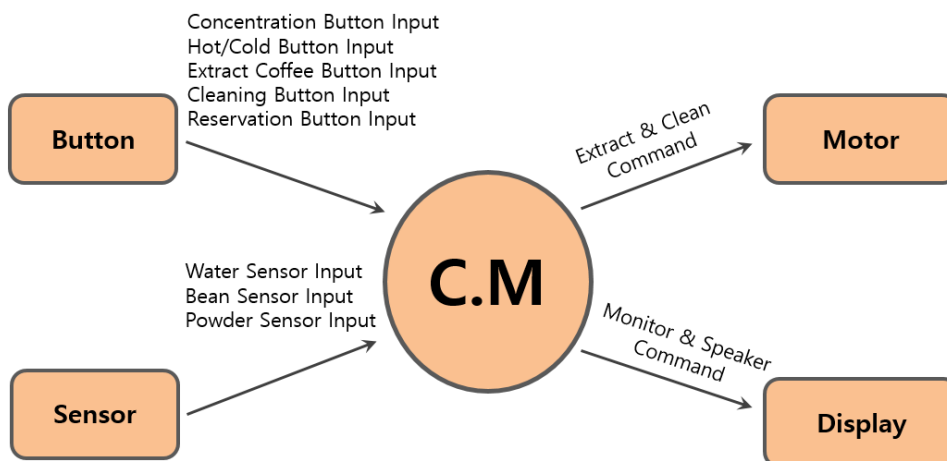 Concentration Button Input
Hot/Cold Button Input
Extract Coffee Button Input
Cleaning Button Input
Reservation Button Input
Button
Extract & Clean
Command
Motor
C.M
Water Sensor Input
Bean Sensor Input
Powder Sensor Input
Monitor & Speaker
Command
Sensor
Display